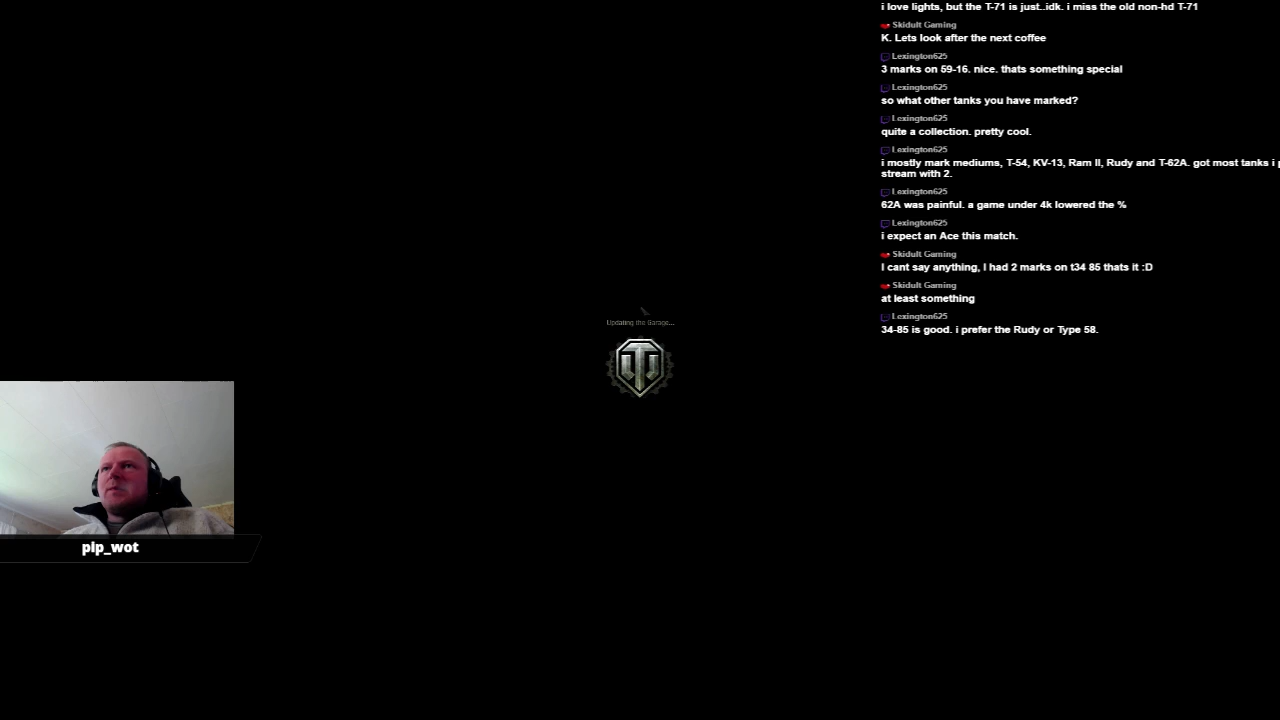 i love lights, but the T-71 is just..idk. i miss the old non-hd T-71
Skidult Gaming
K. Lets look after the next coffee
Lexington625
3 marks on 59-16. nice. thats something special
Lexington625
so what other tanks you have marked?
Lexington625
quite a collection. pretty cool.
Lexington625
i mostly mark mediums, T-54, KV-13, Ram II, Rudy and T-62A. got most tanks i
stream with 2.
Lexington625
62A was painful. a game under 4k lowered the %
Lexington625
i expect an Ace this match.
Skidult Gaming
I cant say anything, I had 2 marks on t34 85 thats it :D
Skidult Gaming
at least something
Lexington625
34-85 is good. i prefer the Rudy or Type 58.
Updating the Garage...
pip_wot